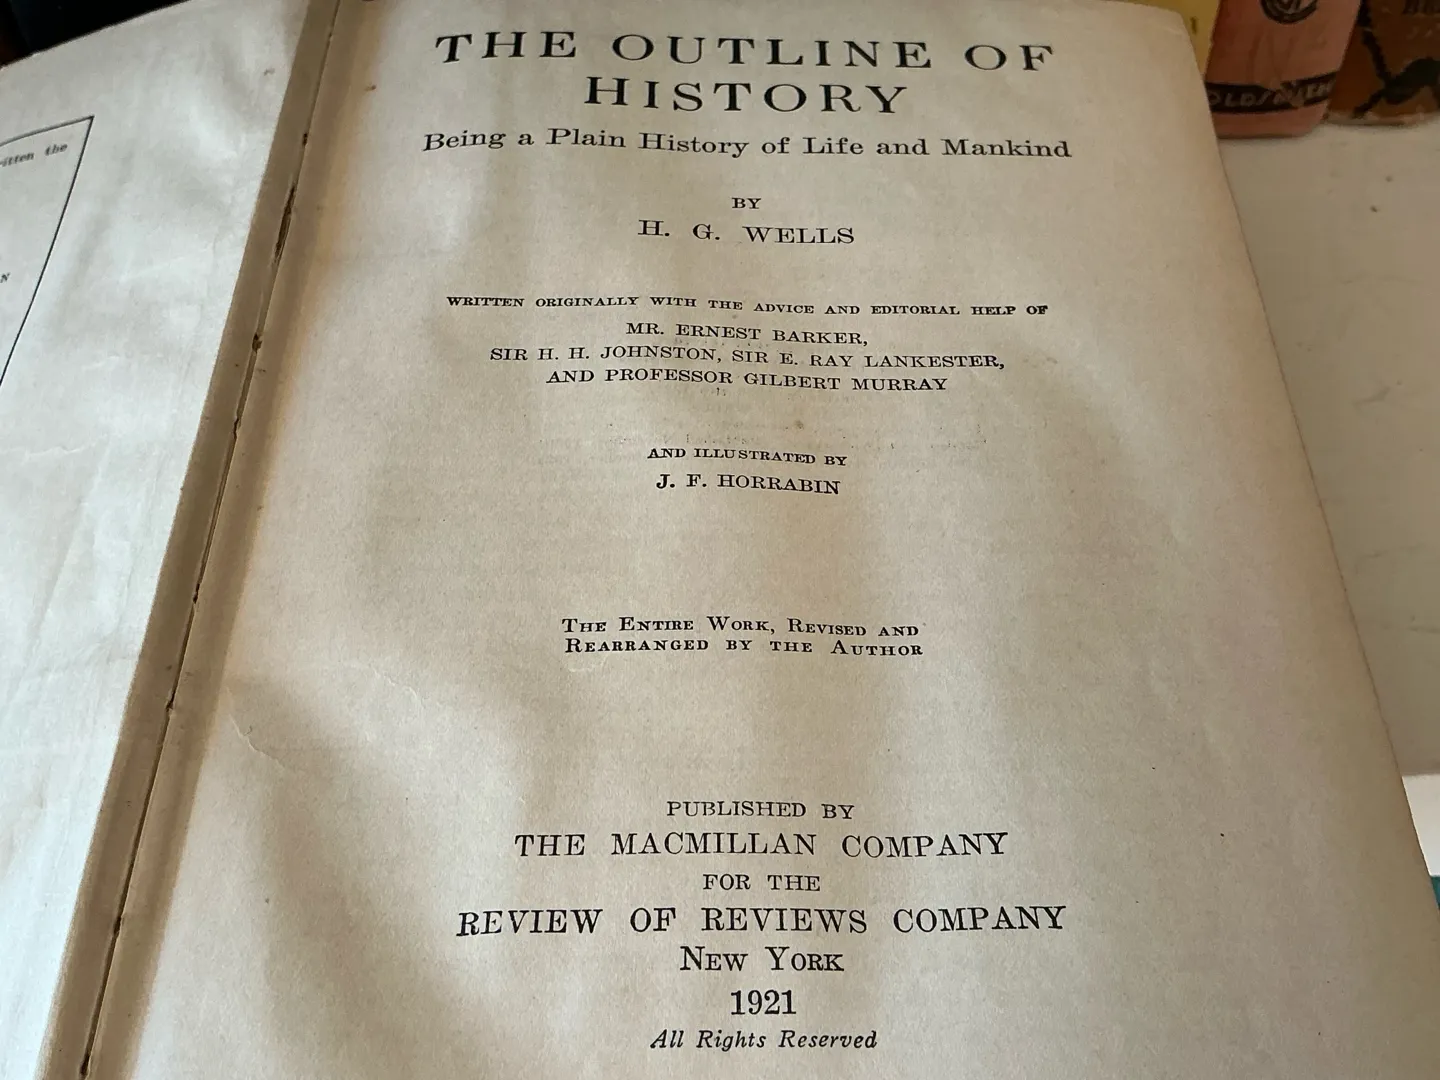 THE OUTLINE OF
HISTORY
Being a Plain History of Life and Mankind
BY
H. G. WELLS
WRITTEN ORIGINALLY WITH THE ADVICE AND EDITORIAL HELP OF
MR. ERNEST BARKER,
SIR H. H. JOHNSTON, SIR E. RAY LANKESTER,
AND PROFESSOR GILBERT MURRAY
AND ILLUSTRATED BY
J. F. HORRABIN
THE ENTIRE WORK, REVISED AND
REARRANGED BY THE AUTHOR
PUBLISHED BY
THE MACMILLAN COMPANY
FOR THE
REVIEW OF REVIEWS COMPANY
NEW YORK
1921
All Rights Reserved
the